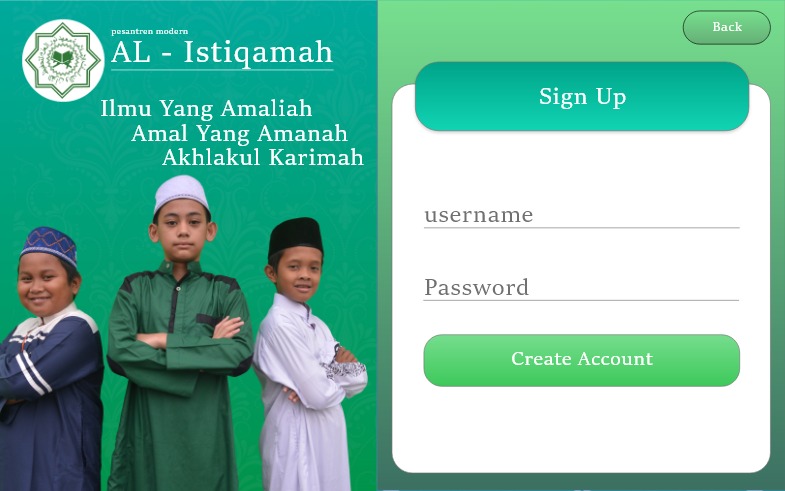 pesantren modern
AL - Istiqamah
Ilmu Yang Amaliah
Amal Yang Amanah
Akhlakul Karimah
Back
Sign Up
username
Password
Create Account